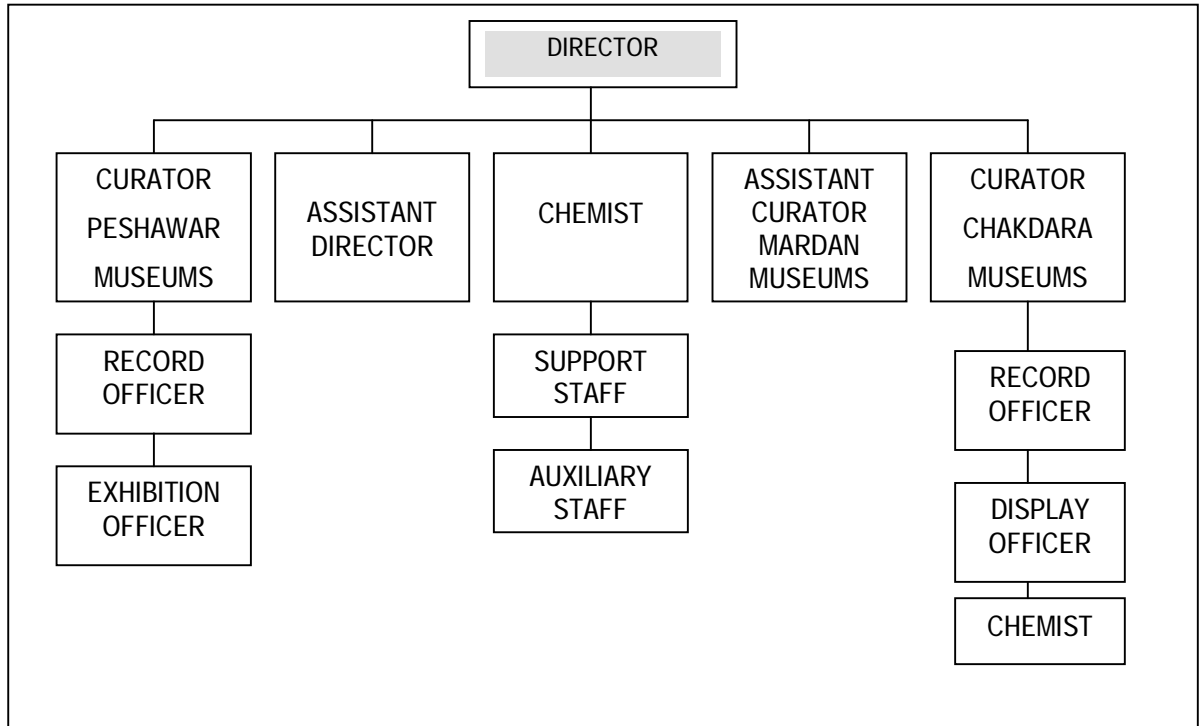 DIRECTOR
CURATOR
PESHAWAR
MUSEUMS
ASSISTANT
DIRECTOR
CHEMIST
ASSISTANT
CURATOR
MARDAN
MUSEUMS
CURATOR
CHAKDARA
MUSEUMS
RECORD
OFFICER
SUPPORT
STAFF
RECORD
OFFICER
EXHIBITION
OFFICER
AUXILIARY
STAFF
DISPLAY
OFFICER
CHEMIST